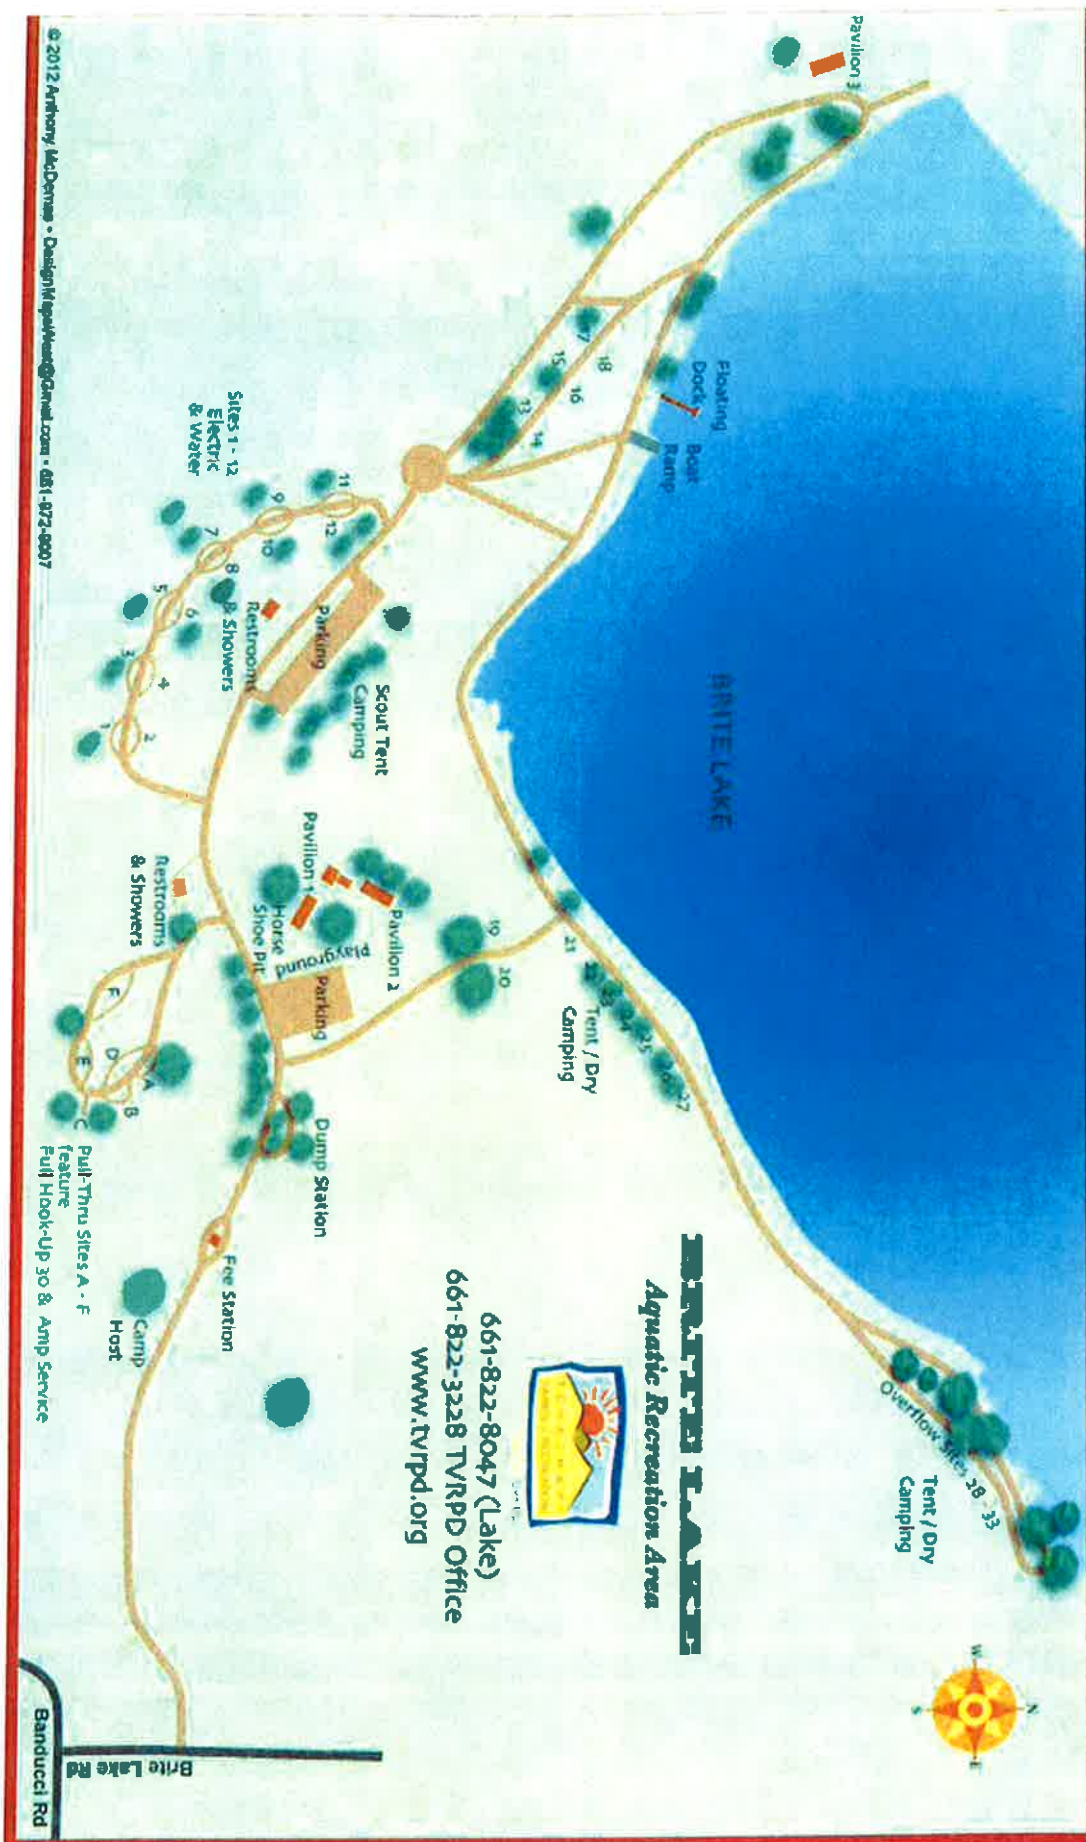 BRITE LAKE
Aquatic Recreation Area
661-822-8047 (Lake)
661-822-3228 TVRPD Office
www.tvrpd.org
N
W
E
S
BRITE LAKE
Pavilion 3
Floating
Dock
Boat
Ramp
17
18
15
16
13
14
Sites 1 - 12
Electric
& Water
11
12
9
10
7
8
5
6
3
4
1
2
Restrooms
& Showers
Parking
Scout Tent
Camping
Pavilion 1
Pavilion 2
Horse
Shoe Pit
Playground
Parking
Restrooms
& Showers
19
20
21
22
23
24
25
26
27
Tent / Dry
Camping
Overflow Sites 28 - 33
Tent / Dry
Camping
F
E
D
A
B
C
Pull-Thru Sites A - F
feature
Full Hook-Up 30 & Amp Service
Dump Station
Fee Station
Camp
Host
Brite Lake Rd
Banducci Rd